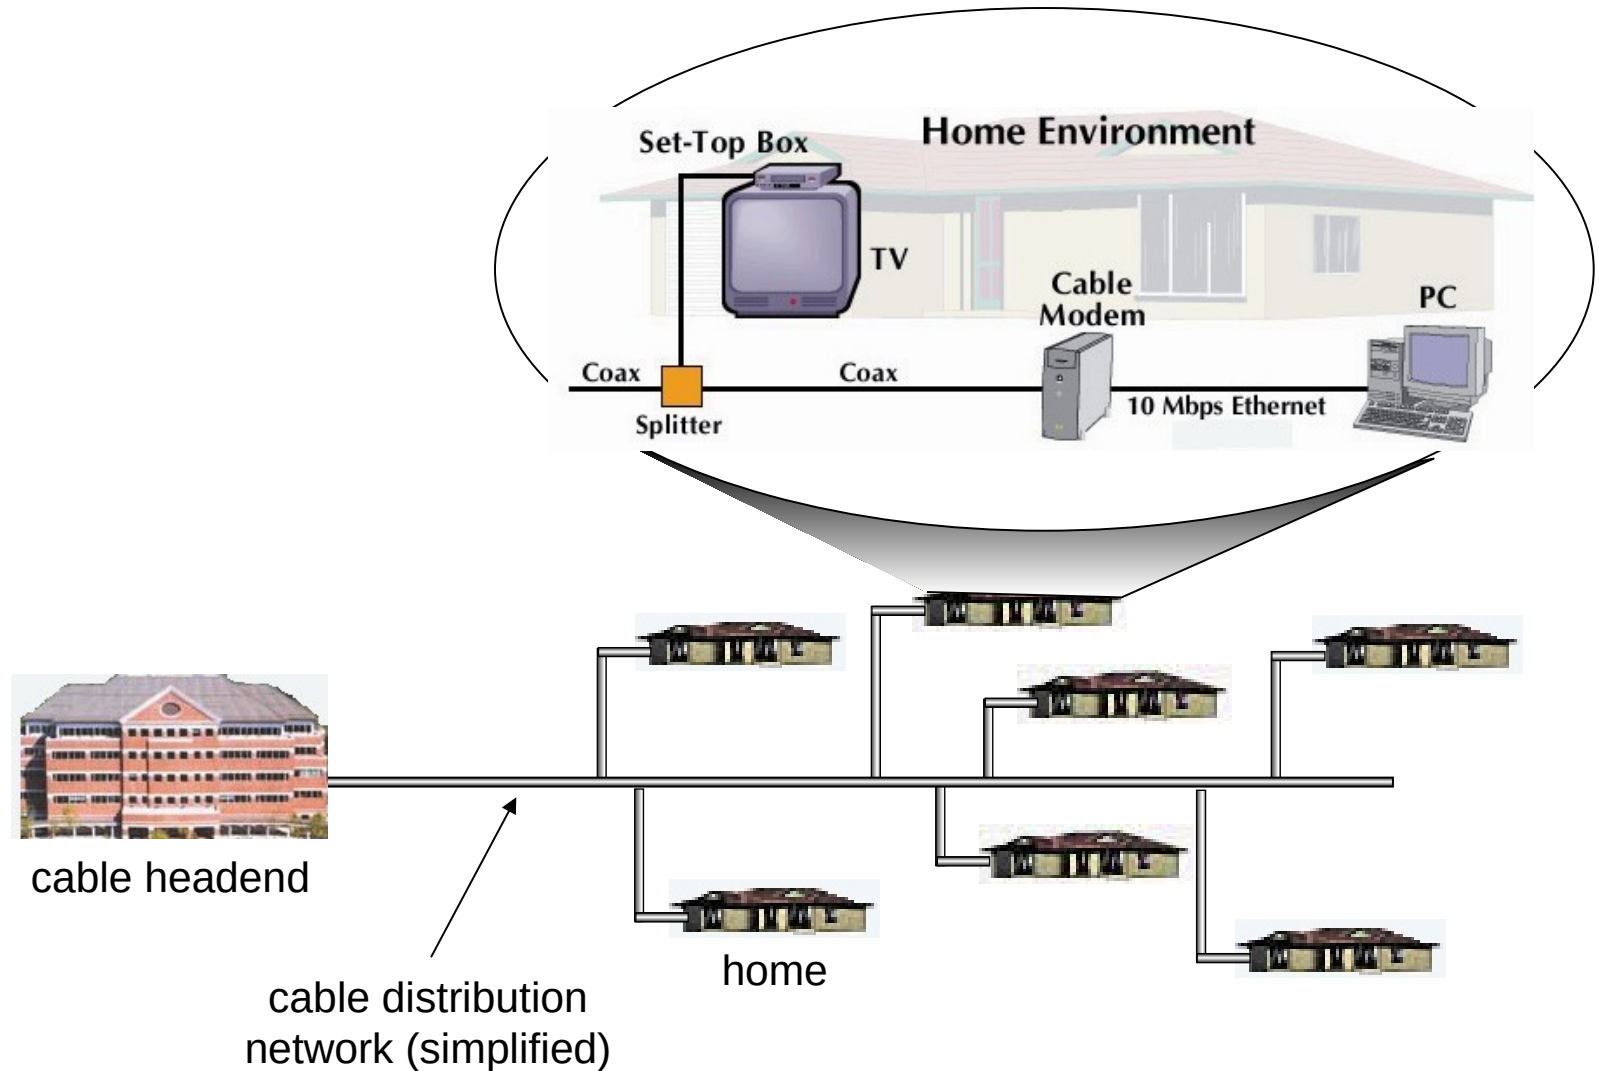 Home Environment
Set-Top Box
TV
Cable
Modem
PC
Coax
Coax
10 Mbps Ethernet
Splitter
cable headend
home
cable distribution
network (simplified)